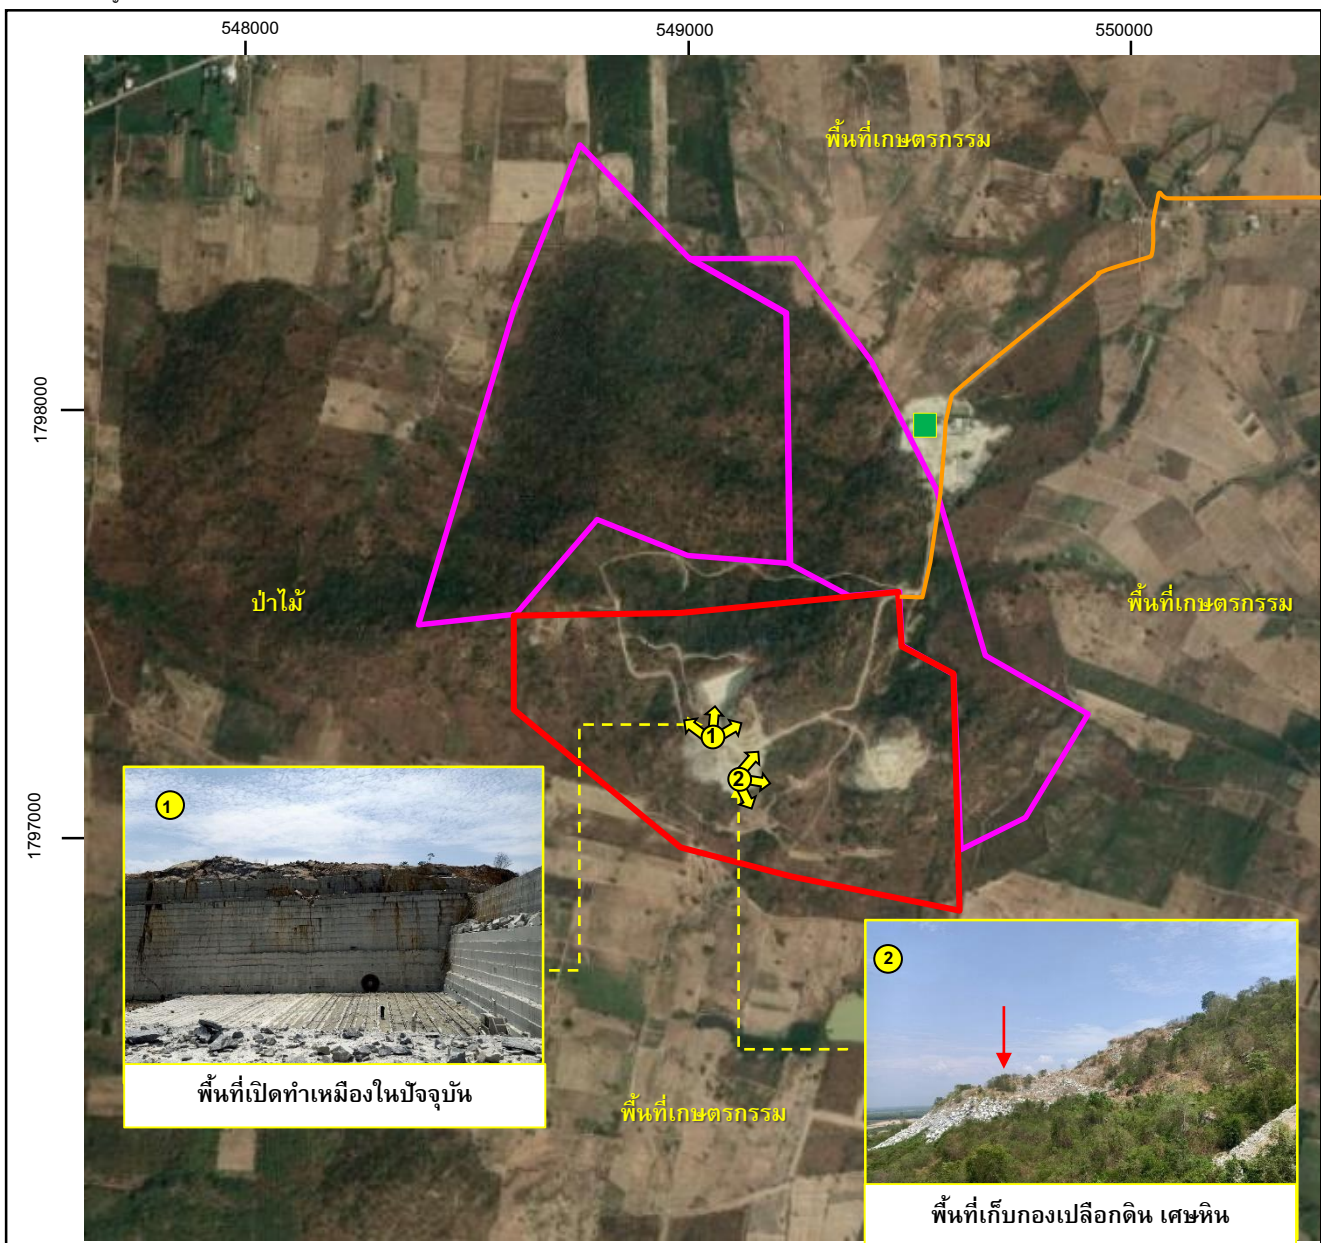 548000
549000
550000
พื้นที่เกษตรกรรม
1798000
ป่าไม้
พื้นที่เกษตรกรรม
1
2
1797000
1
พื้นที่เปิดทำเหมืองในปัจจุบัน
2
พื้นที่เกษตรกรรม
พื้นที่เก็บกองเปลือกดิน เศษหิน